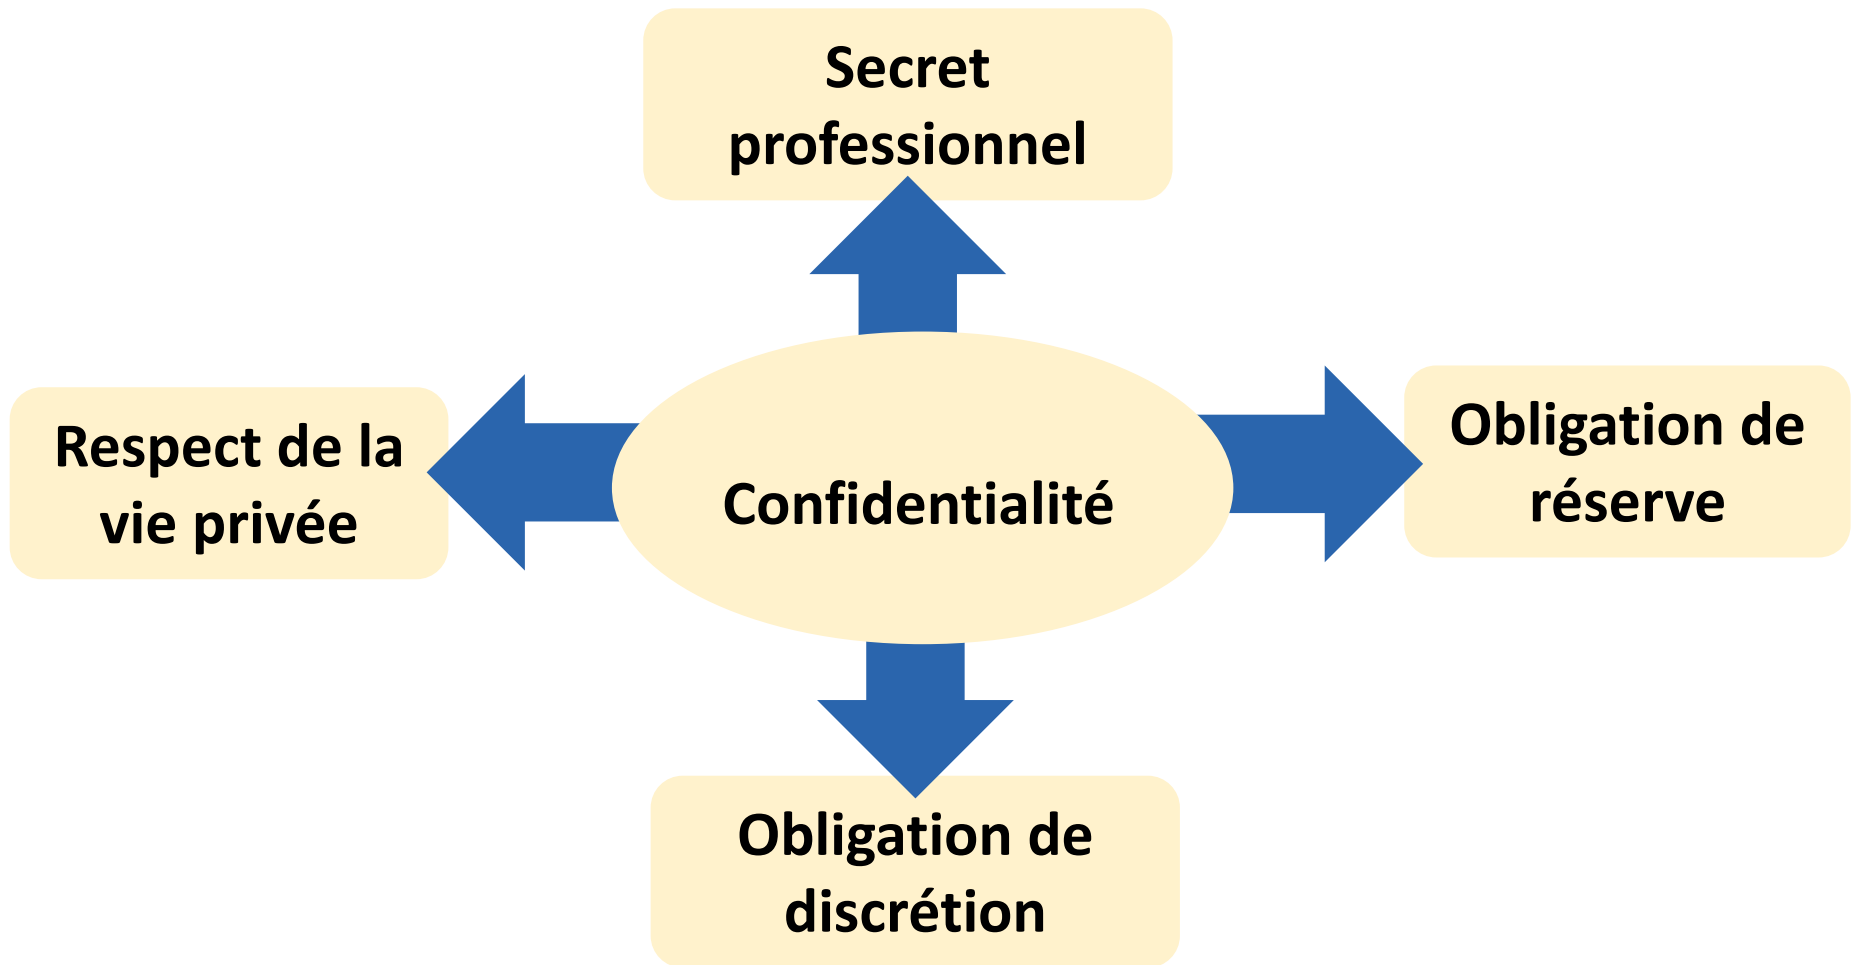 Secret
professionnel
Respect de la
vie privée
Confidentialité
Obligation de
réserve
Obligation de
discrétion